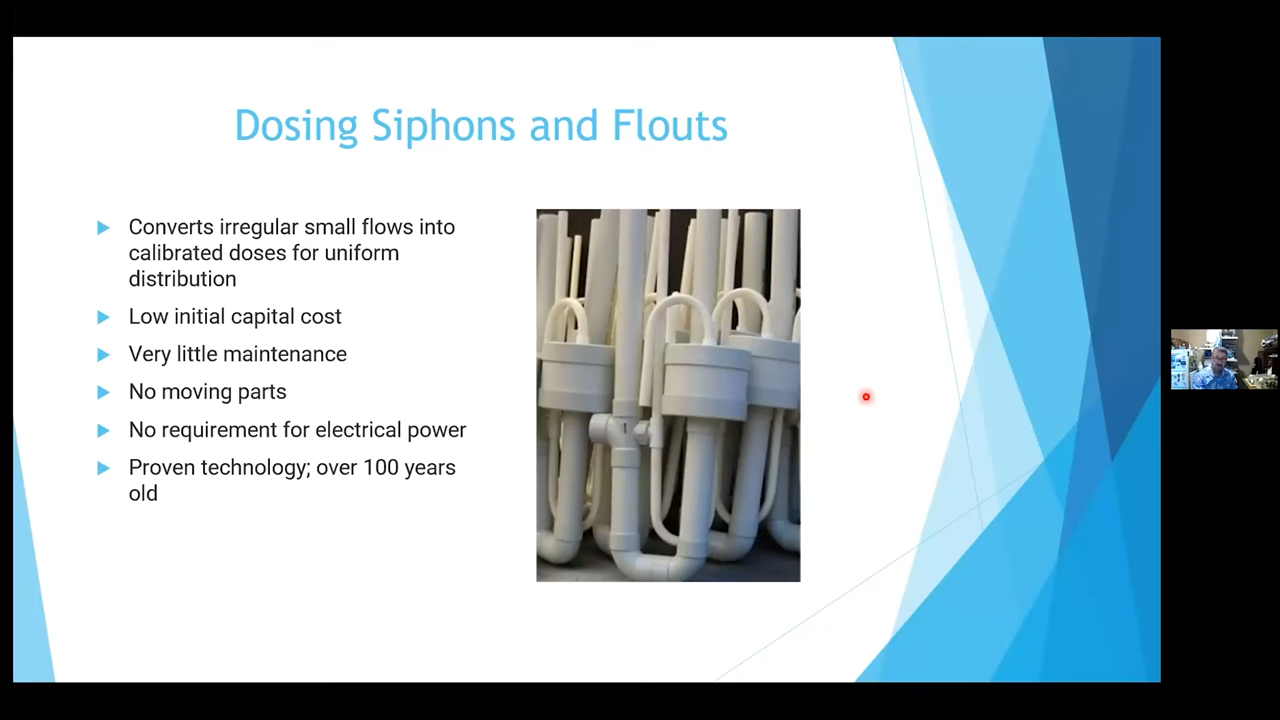 Dosing Siphons and Flouts
Converts irregular small flows into
calibrated doses for uniform
distribution
Low initial capital cost
Very little maintenance
No moving parts
No requirement for electrical power
Proven technology; over 100 years
old